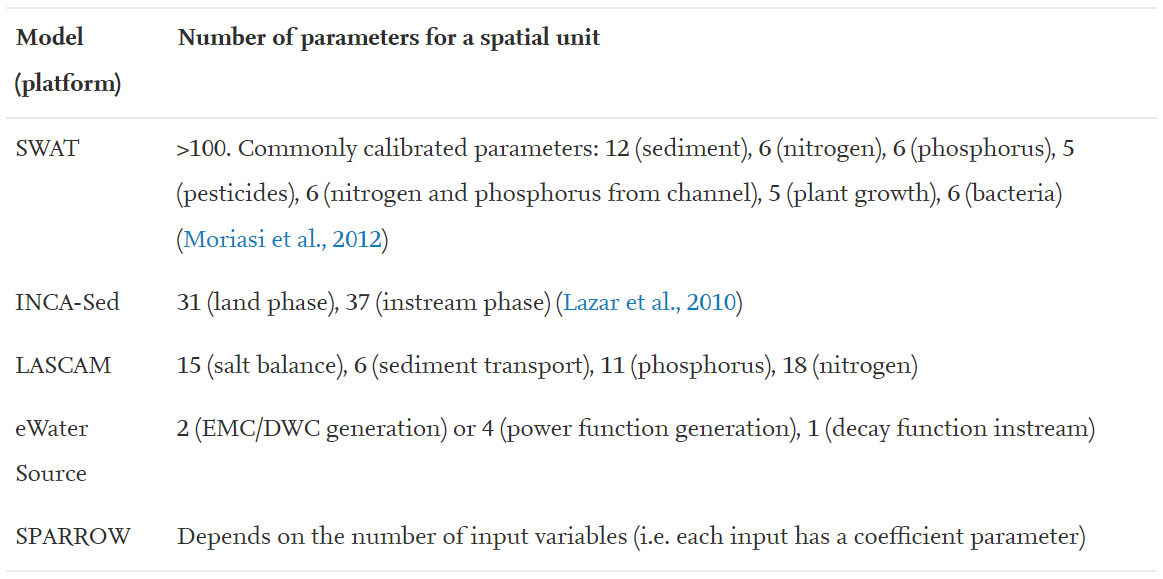 Model Number of parameters for a spatial unit
(platform)
SWAT >100. Commonly calibrated parameters: 12 (sediment), 6 (nitrogen), 6 (phosphorus), 5
(pesticides), 6 (nitrogen and phosphorus from channel), 5 (plant growth), 6 (bacteria)
(Moriasi et al., 2012)
INCA-Sed 31 (land phase), 37 (instream phase) (Lazar et al., 2010)
LASCAM 15 (salt balance), 6 (sediment transport), 11 (phosphorus), 18 (nitrogen)
eWater 2 (EMC/DWC generation) or 4 (power function generation), 1 (decay function instream)
Source
SPARROW Depends on the number of input variables (i.e. each input has a coefficient parameter)